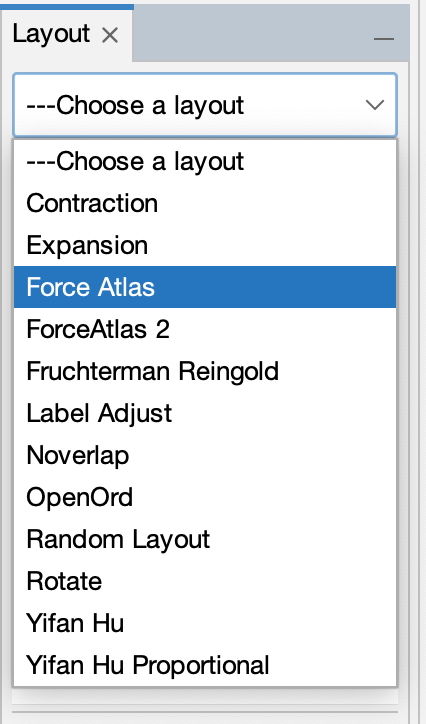 Layout
---Choose a layout
---Choose a layout
Contraction
Expansion
Force Atlas
ForceAtlas 2
Fruchterman Reingold
Label Adjust
Noverlap
OpenOrd
Random Layout
Rotate
Yifan Hu
Yifan Hu Proportional